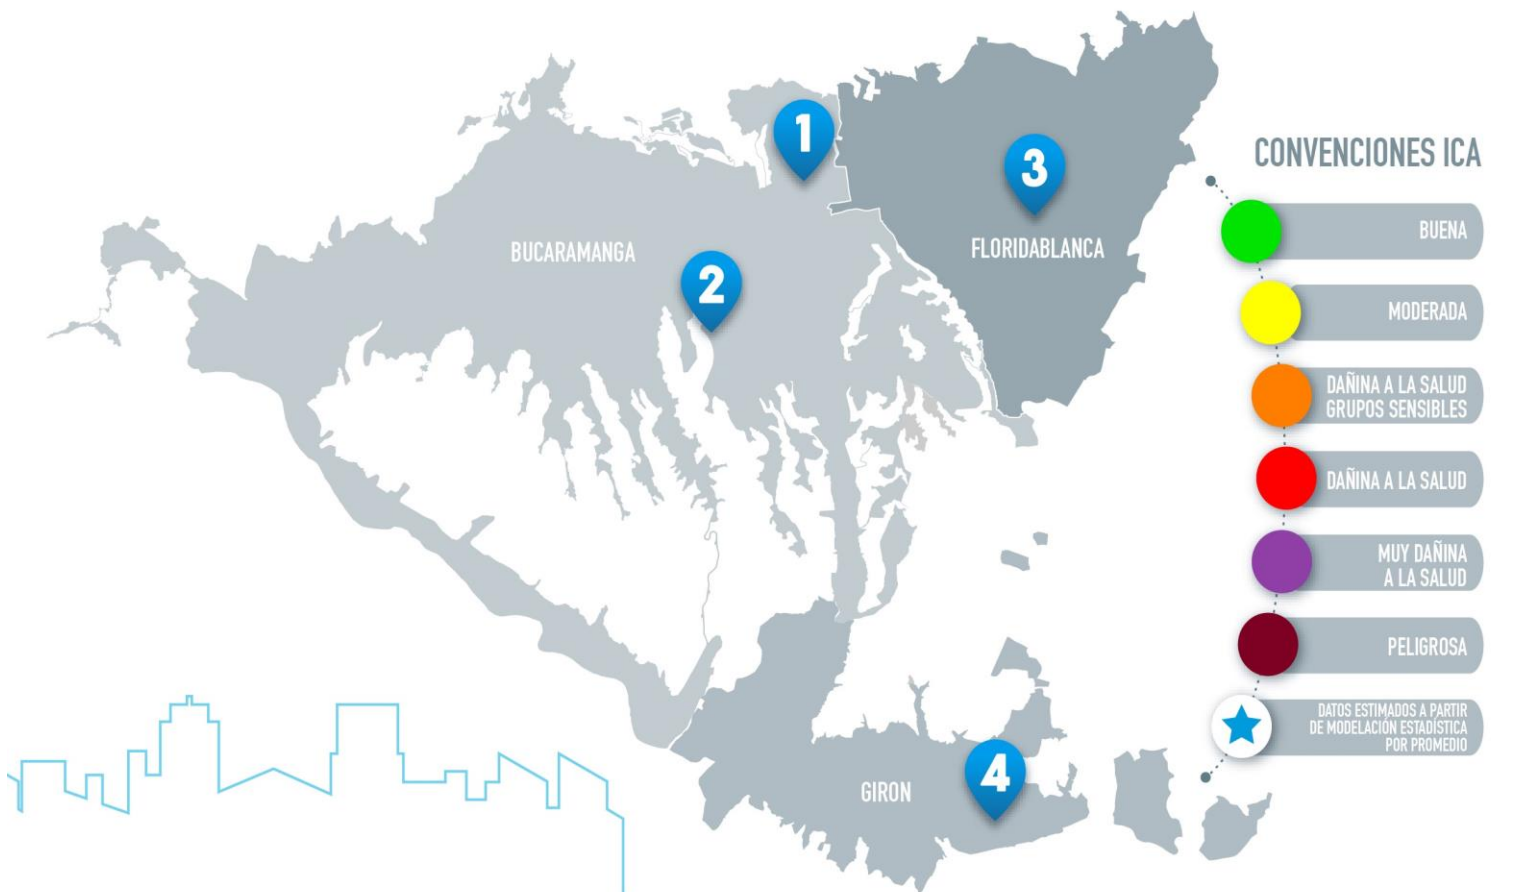 1
3
CONVENCIONES ICA
BUENA
BUCARAMANGA
FLORIDABLANCA
2
MODERADA
DAÑINA A LA SALUD
GRUPOS SENSIBLES
DAÑINA A LA SALUD
MUY DAÑINA
A LA SALUD
PELIGROSA
DATOS ESTIMADOS A PARTIR
DE MODELACIÓN ESTADÍSTICA
POR PROMEDIO
4
GIRON